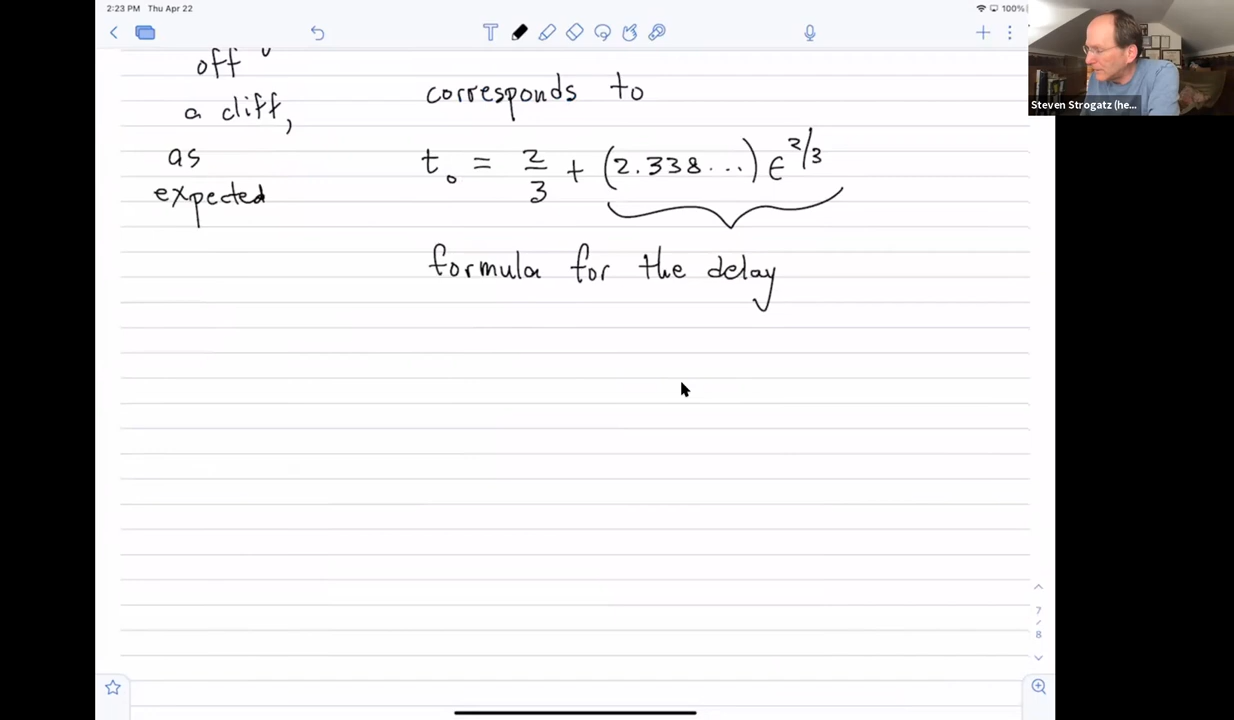 2:23 PM Thu Apr 22
100%
Steven Strogatz (he...
off
a cliff,
as
expected
corresponds to
t₀ = 2/3 + (2.338...) ε^{2/3}
formula for the delay
7
/
8